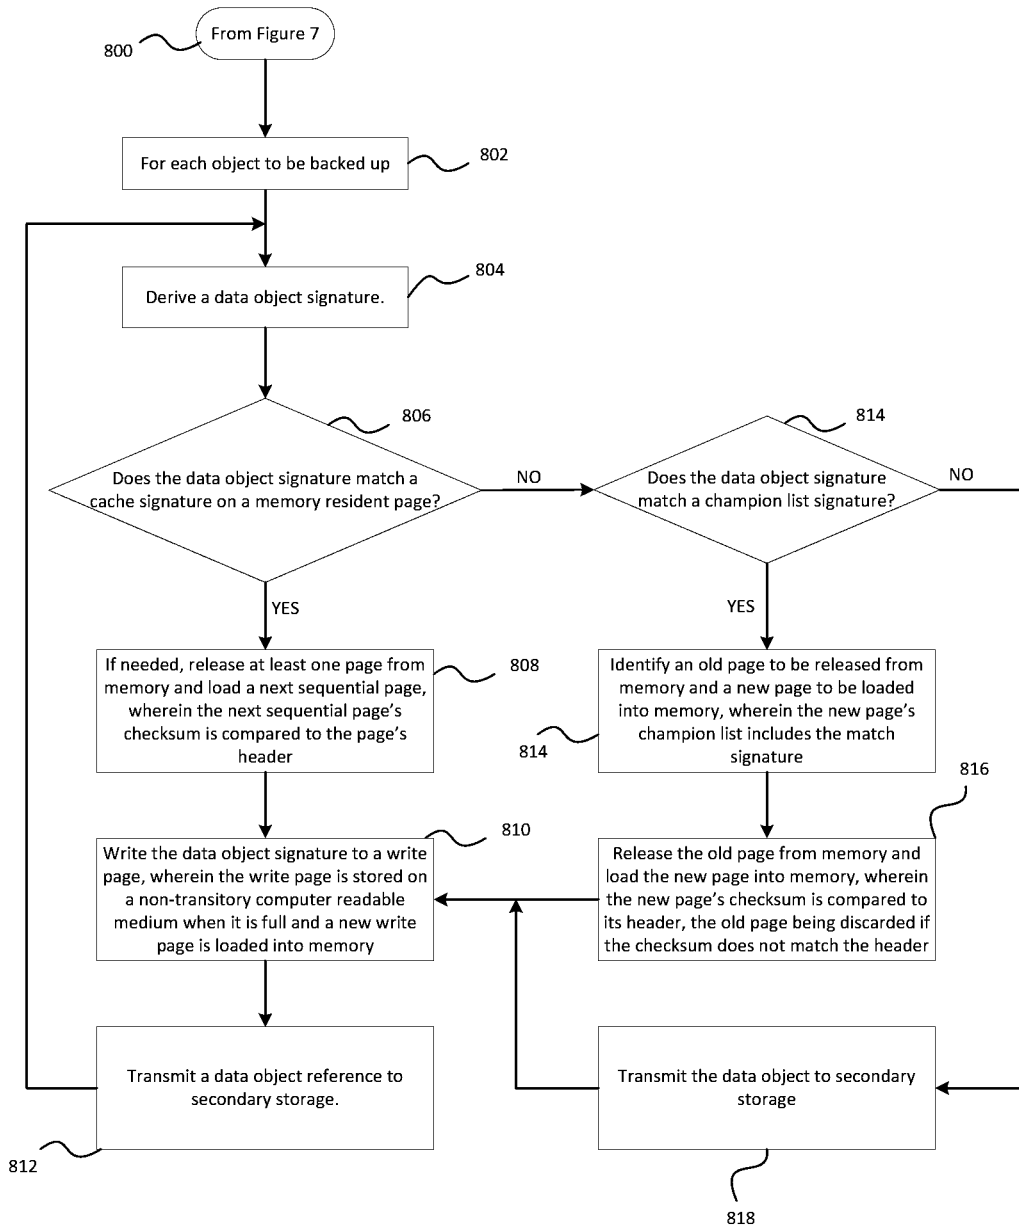 From Figure 7
800
For each object to be backed up
802
Derive a data object signature.
804
806
Does the data object signature match a
cache signature on a memory resident page?
NO
814
Does the data object signature
match a champion list signature?
NO
YES
YES
If needed, release at least one page from
memory and load a next sequential page,
wherein the next sequential page's
checksum is compared to the page's
header
808
Identify an old page to be released from
memory and a new page to be loaded
into memory, wherein the new page's
champion list includes the match
signature
814
816
810
Write the data object signature to a write
page, wherein the write page is stored on
a non-transitory computer readable
medium when it is full and a new write
page is loaded into memory
Release the old page from memory and
load the new page into memory, wherein
the new page's checksum is compared to
its header, the old page being discarded if
the checksum does not match the header
Transmit a data object reference to
secondary storage.
812
Transmit the data object to secondary
storage
818